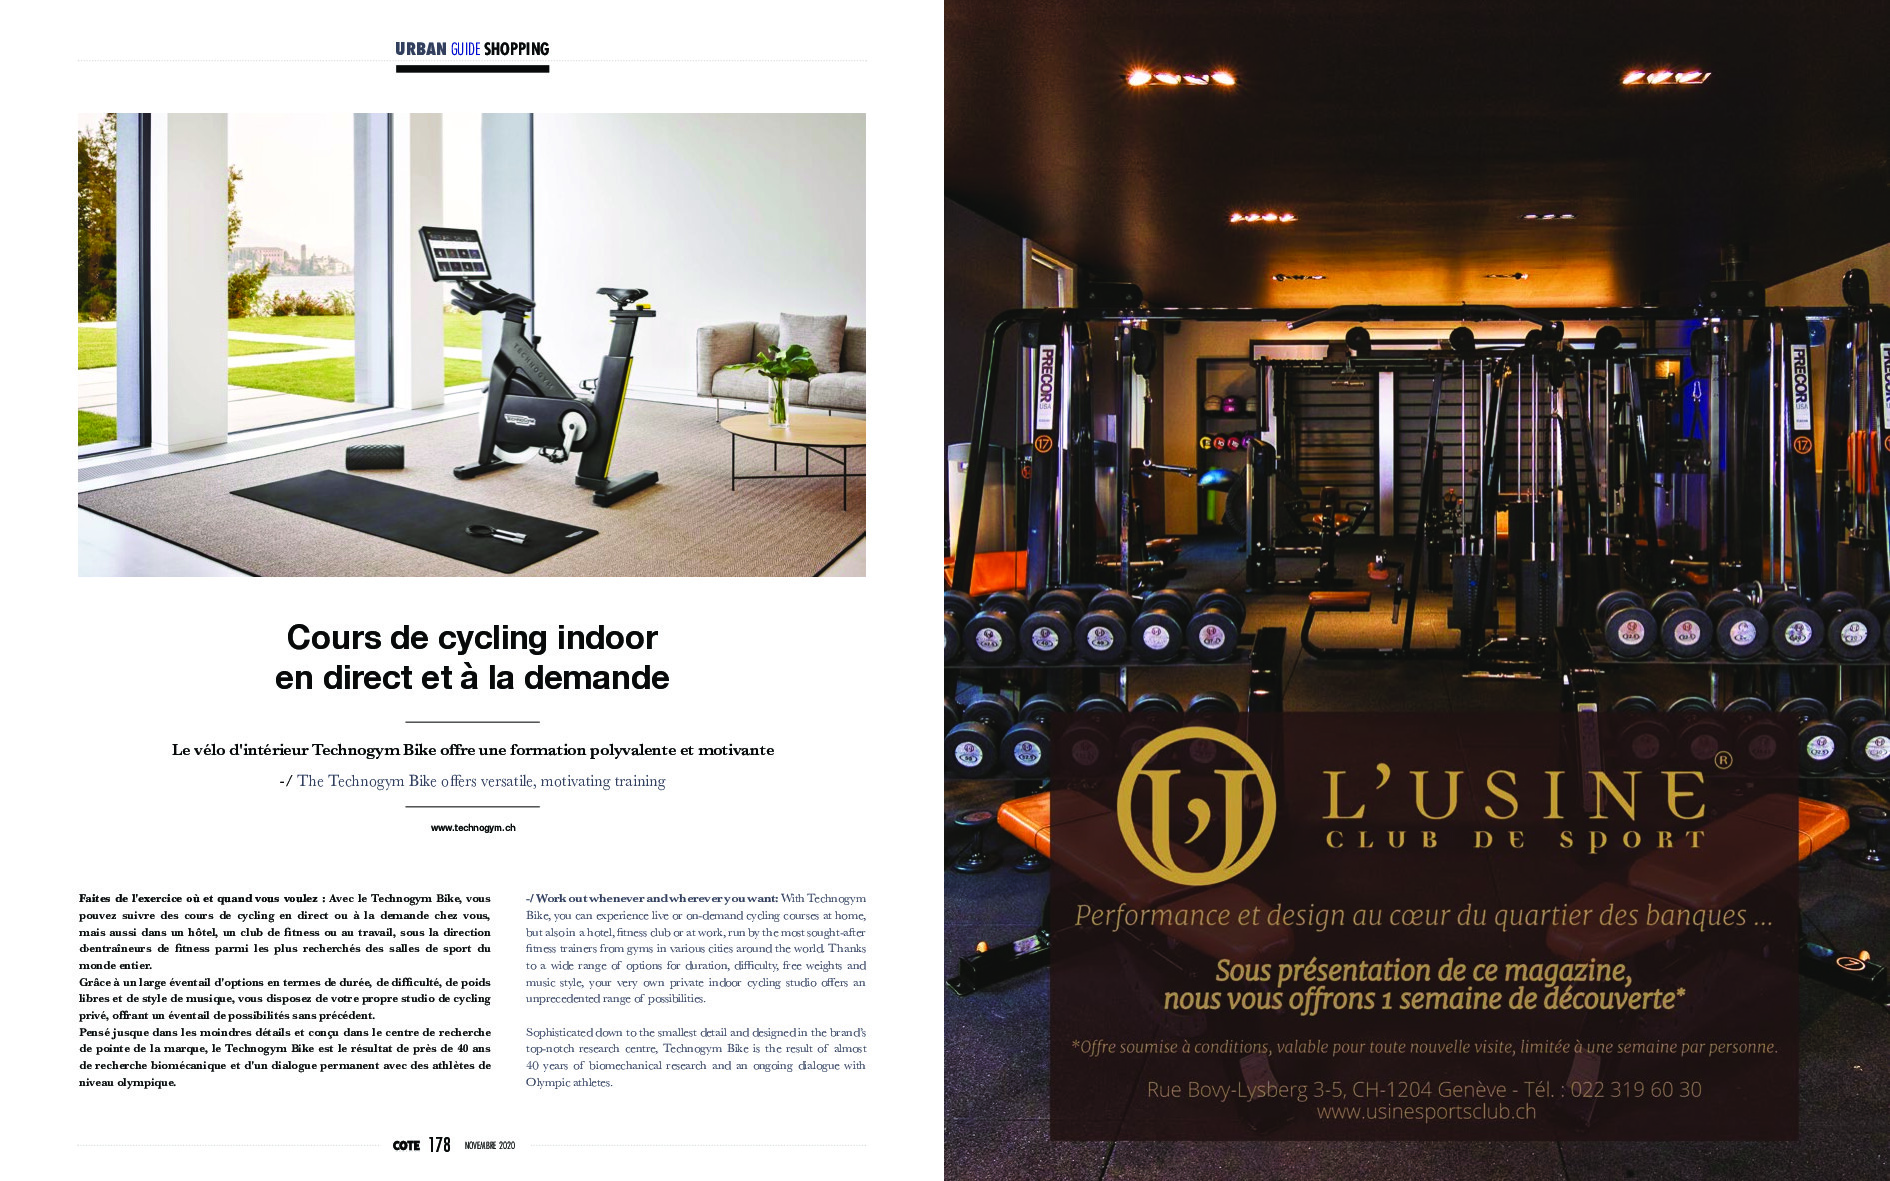 URBAN GUIDE SHOPPING
TECHNOGYM
Cours de cycling indoor
en direct et à la demande
Le vélo d'intérieur Technogym Bike offre une formation polyvalente et motivante
-/ The Technogym Bike offers versatile, motivating training
www.technogym.ch
Faites de l'exercice où et quand vous voulez : Avec le Technogym Bike, vous
pouvez suivre des cours de cycling en direct ou à la demande chez vous,
mais aussi dans un hôtel, un club de fitness ou au travail, sous la direction
dentraîneurs de fitness parmi les plus recherchés des salles de sport du
monde entier.
Grâce à un large éventail d'options en termes de durée, de difficulté, de poids
libres et de style de musique, vous disposez de votre propre studio de cycling
privé, offrant un éventail de possibilités sans précédent.
Pensé jusque dans les moindres détails et conçu dans le centre de recherche
de pointe de la marque, le Technogym Bike est le résultat de près de 40 ans
de recherche biomécanique et d'un dialogue permanent avec des athlètes de
niveau olympique.
-/ Work out whenever and wherever you want: With Technogym
Bike, you can experience live or on-demand cycling courses at home,
but also in a hotel, fitness club or at work, run by the most sought-after
fitness trainers from gyms in various cities around the world. Thanks
to a wide range of options for duration, difficulty, free weights and
music style, your very own private indoor cycling studio offers an
unprecedented range of possibilities.
Sophisticated down to the smallest detail and designed in the brand's
top-notch research centre, Technogym Bike is the result of almost
40 years of biomechanical research and an ongoing dialogue with
Olympic athletes.
COTE 178 NOVEMBRE 2020
PRECOR
USA
17
PRECOR
USA
17
PRECOR
L'USINE®
CLUB DE SPORT
Performance et design au cœur du quartier des banques ...
Sous présentation de ce magazine,
nous vous offrons 1 semaine de découverte*
*Offre soumise à conditions, valable pour toute nouvelle visite, limitée à une semaine par personne.
Rue Bovy-Lysberg 3-5, CH-1204 Genève - Tél. : 022 319 60 30
www.usinesportsclub.ch